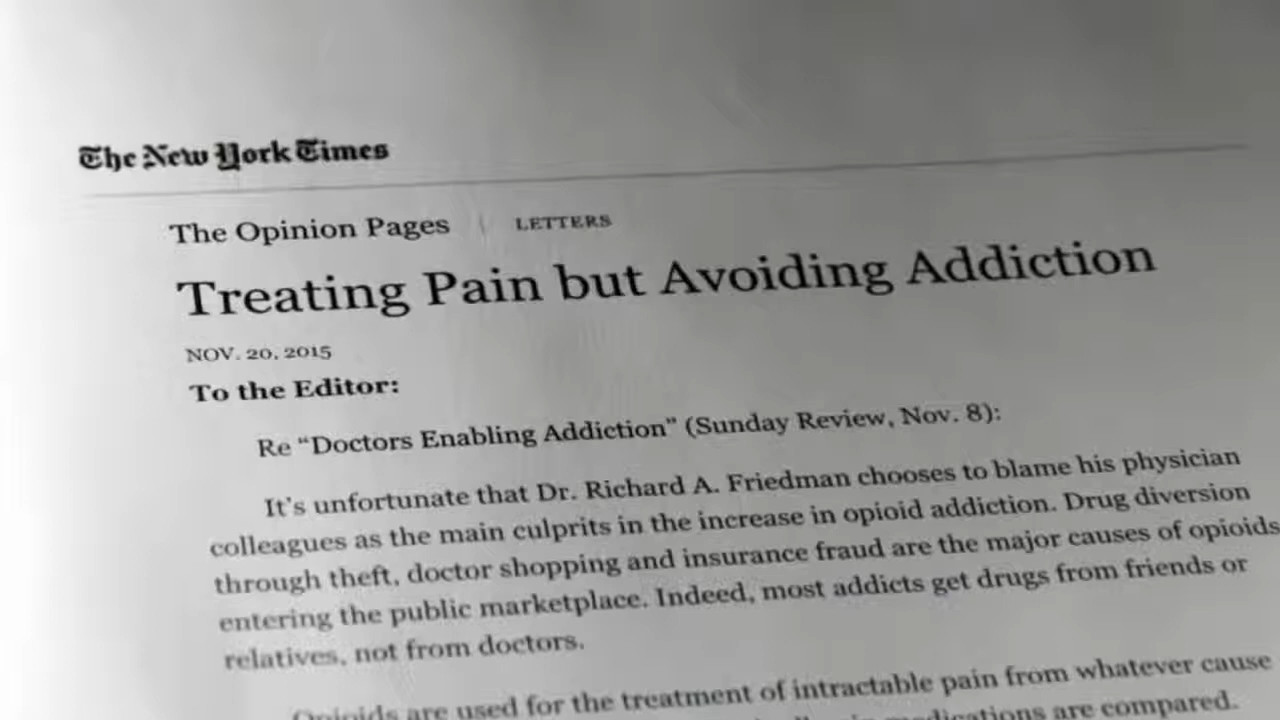 The New York Times
The Opinion Pages | LETTERS
Treating Pain but Avoiding Addiction
NOV. 20, 2015
To the Editor:
Re “Doctors Enabling Addiction” (Sunday Review, Nov. 8):
It’s unfortunate that Dr. Richard A. Friedman chooses to blame his physician
colleagues as the main culprits in the increase in opioid addiction. Drug diversion
through theft, doctor shopping and insurance fraud are the major causes of opioids
entering the public marketplace. Indeed, most addicts get drugs from friends or
relatives, not from doctors.
Opioids are used for the treatment of intractable pain from whatever cause
medications are compared.